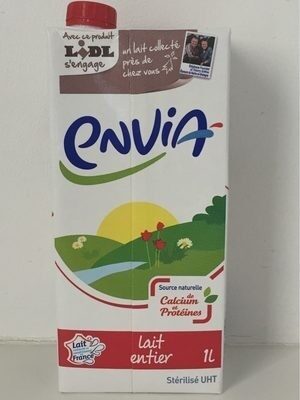 Avec ce produit
LIDL
s'engage
un lait collecté
près de
chez vous
envia
Source naturelle
de
Calcium
et
Protéines
Lait
France
lait
entier
1L
Stérilisé UHT